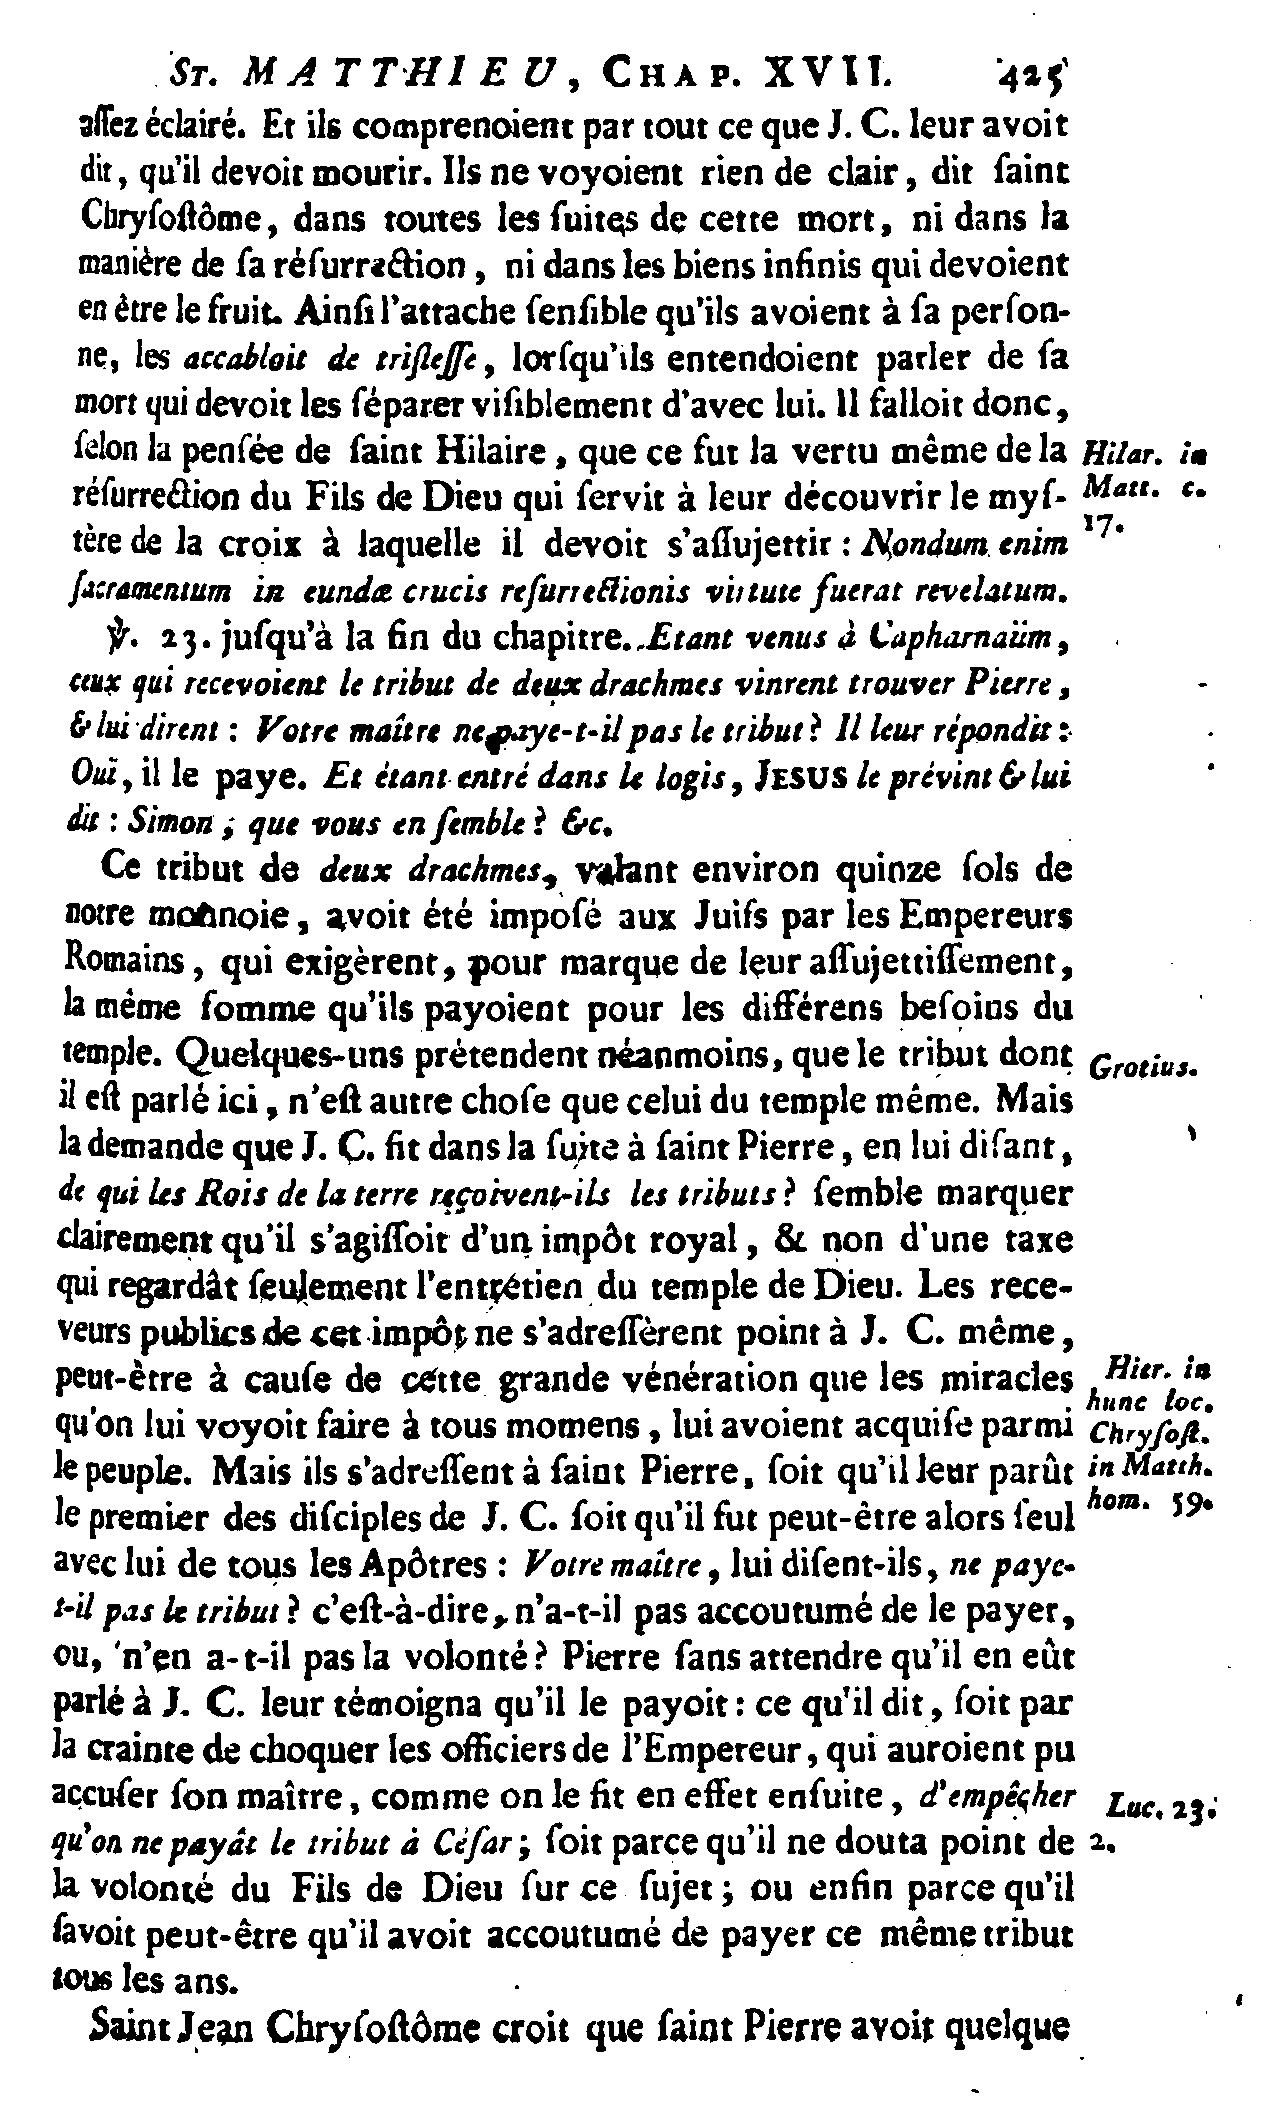 ST. MATTHIEU, CHAP. XVII. 425
aſſez éclairé. Et ils comprenoient par tout ce que J. C. leur avoit
dit, qu'il devoit mourir. Ils ne voyoient rien de clair, dit ſaint
Chryſoſtôme, dans toutes les ſuites de cette mort, ni dans la
manière de ſa réſurraction, ni dans les biens infinis qui devoient
en être le fruit. Ainſi l'attache ſenſible qu'ils avoient à ſa perſon-
ne, les accabloit de triſteſſe, lorſqu'ils entendoient parler de ſa
mort qui devoit les ſéparer viſiblement d'avec lui. Il falloit donc,
ſelon la penſée de ſaint Hilaire, que ce fut la vertu même de la
Hilar. in
réſurrection du Fils de Dieu qui ſervit à leur découvrir le myſ-
Matt. c.
17.
tère de la croix à laquelle il devoit s'aſſujettir : Nondum enim
ſacramentum in eundæ crucis reſurrectionis virtute fuerat revelatum.
℣. 23. juſqu'à la fin du chapitre. Etant venus à Capharnaüm,
ceux qui recevoient le tribut de deux drachmes vinrent trouver Pierre,
& lui dirent : Votre maître ne paye-t-il pas le tribut ? Il leur répondit :
Oui, il le paye. Et étant entré dans le logis, JESUS le prévint & lui
dit : Simon ; que vous en ſemble ? &c.
Ce tribut de deux drachmes, valant environ quinze ſols de
notre monnoie, avoit été impoſé aux Juifs par les Empereurs
Romains, qui exigèrent, pour marque de leur aſſujettiſſement,
la même ſomme qu'ils payoient pour les différens beſoins du
temple. Quelques-uns prétendent néanmoins, que le tribut dont
Grotius.
il eſt parlé ici, n'eſt autre choſe que celui du temple même. Mais
la demande que J. C. fit dans la ſuite à ſaint Pierre, en lui diſant,
de qui les Rois de la terre reçoivent-ils les tributs ? ſemble marquer
clairement qu'il s'agiſſoit d'un impôt royal, & non d'une taxe
qui regardât ſeulement l'entrétien du temple de Dieu. Les rece-
veurs publics de cet impôt ne s'adreſſèrent point à J. C. même,
peut-être à cauſe de cette grande vénération que les miracles
Hier. in
hunc loc.
qu'on lui voyoit faire à tous momens, lui avoient acquiſe parmi
Chryſoſt.
le peuple. Mais ils s'adreſſent à ſaint Pierre, ſoit qu'il leur parût
in Matth.
le premier des diſciples de J. C. ſoit qu'il fut peut-être alors ſeul
hom. 59.
avec lui de tous les Apôtres : Votre maître, lui diſent-ils, ne paye-
t-il pas le tribut ? c'eſt-à-dire, n'a-t-il pas accoutumé de le payer,
ou, n'en a-t-il pas la volonté ? Pierre ſans attendre qu'il en eût
parlé à J. C. leur témoigna qu'il le payoit : ce qu'il dit, ſoit par
la crainte de choquer les officiers de l'Empereur, qui auroient pu
accuſer ſon maître, comme on le fit en effet enſuite, d'empêcher
Luc. 23.
qu'on ne payât le tribut à Céſar ; ſoit parce qu'il ne douta point de
2.
la volonté du Fils de Dieu ſur ce ſujet ; ou enfin parce qu'il
ſavoit peut-être qu'il avoit accoutumé de payer ce même tribut
tous les ans.
Saint Jean Chryſoſtôme croit que ſaint Pierre avoit quelque